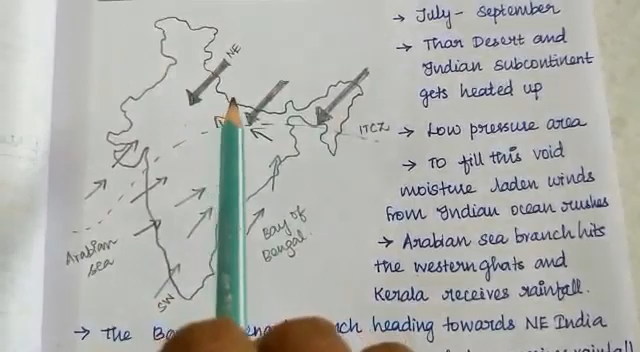 NE
ITCZ
Arabian
sea
Bay of
Bengal.
SW
→ July - September
→ Thar Desert and
Indian subcontinent
gets heated up
→ Low pressure area
→ To fill this void
moisture laden winds
from Indian ocean rushes
→ Arabian sea branch hits
the western ghats and
Kerala receives rainfall.
→ The heading towards NE India
rainfall